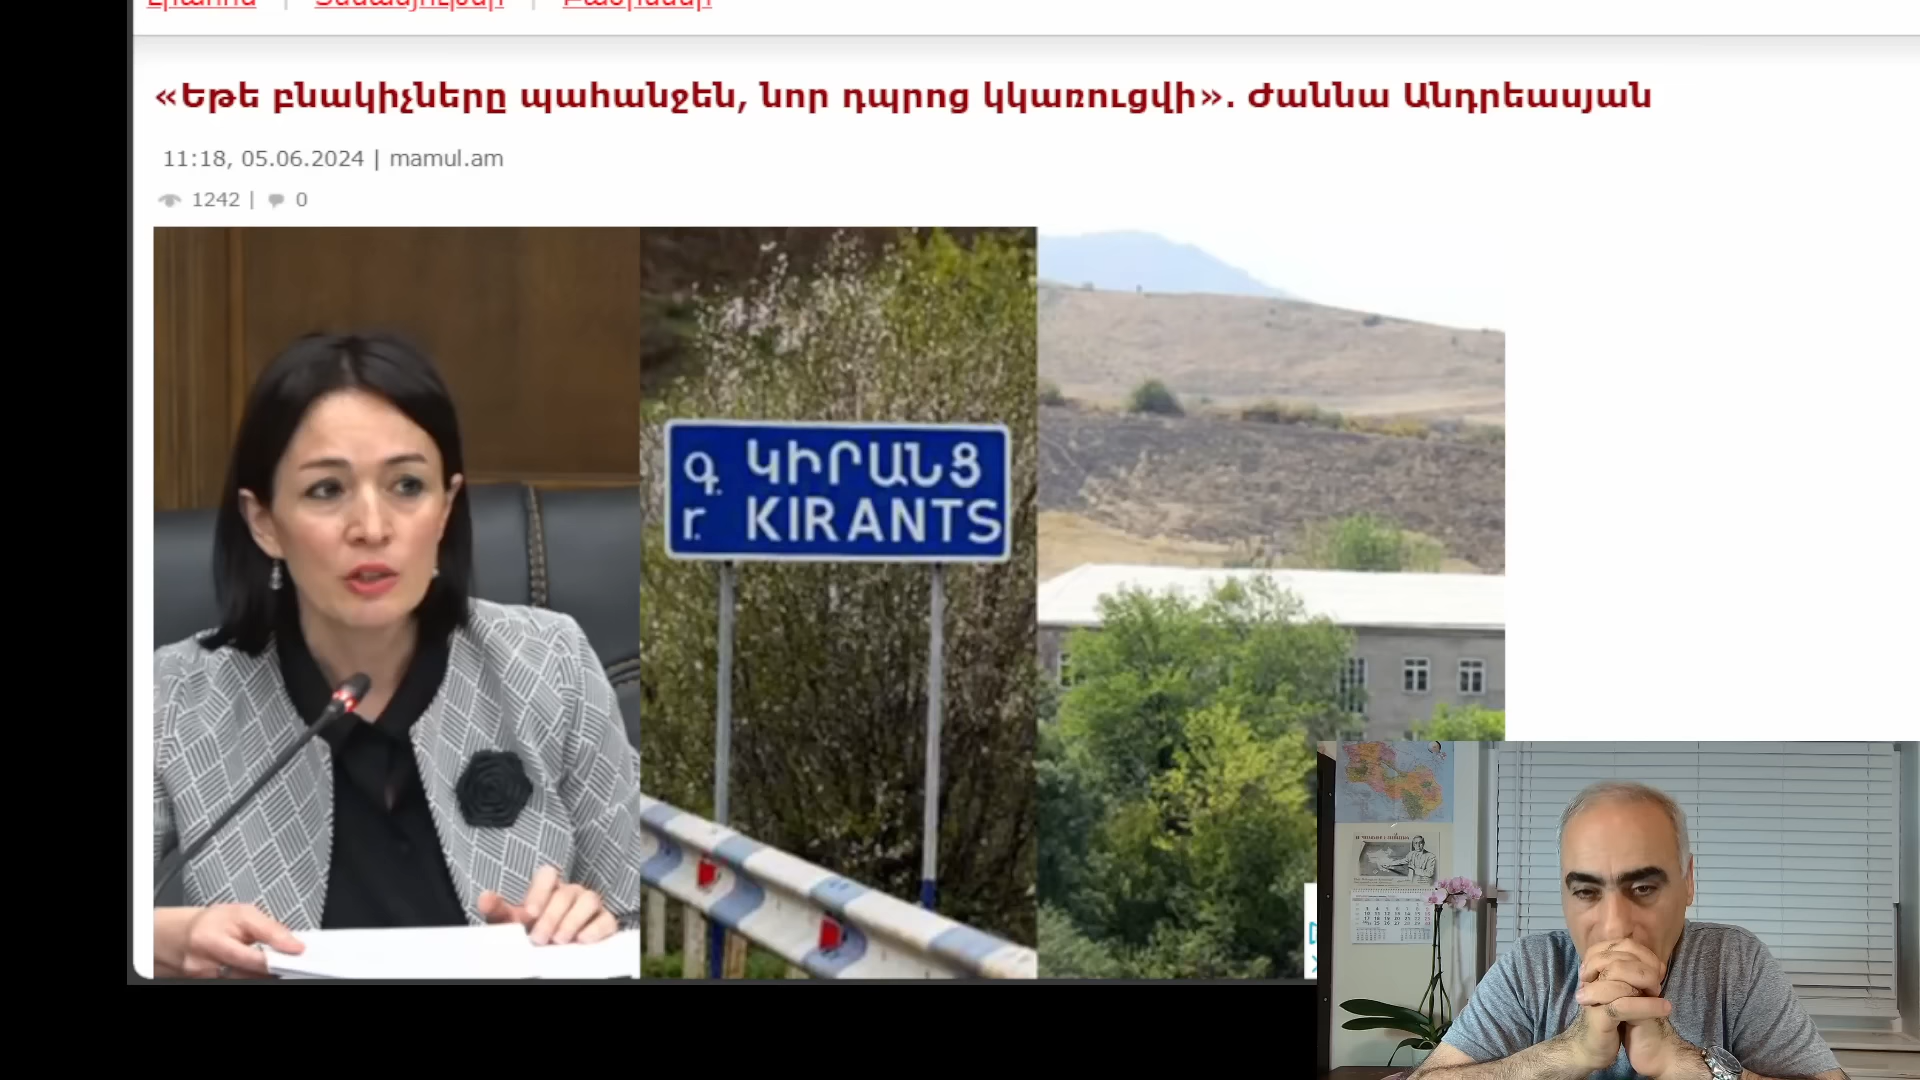 «Եթե բնակիչները պահանջեն, նոր դպրոց կկառուցվի». Ժաննա Անդրեասյան
11:18, 05.06.2024 | mamul.am
1242 | 0
գ. ԿԻՐԱՆՑ
r. KIRANTS